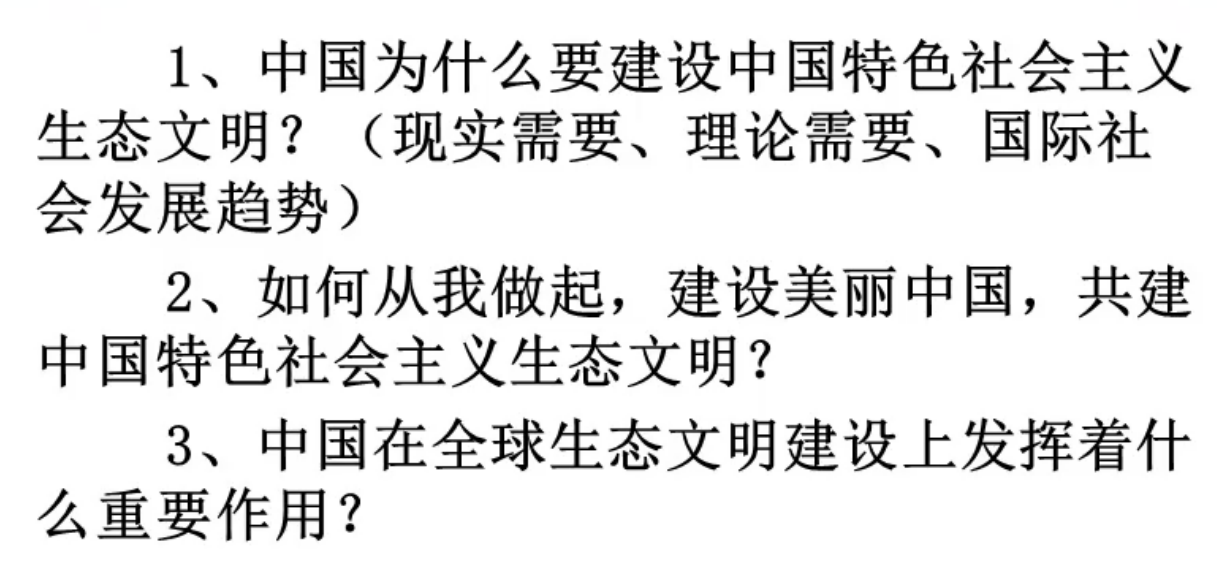 1、中国为什么要建设中国特色社会主义
生态文明？（现实需要、理论需要、国际社
会发展趋势）
2、如何从我做起，建设美丽中国，共建
中国特色社会主义生态文明？
3、中国在全球生态文明建设上发挥着什
么重要作用？